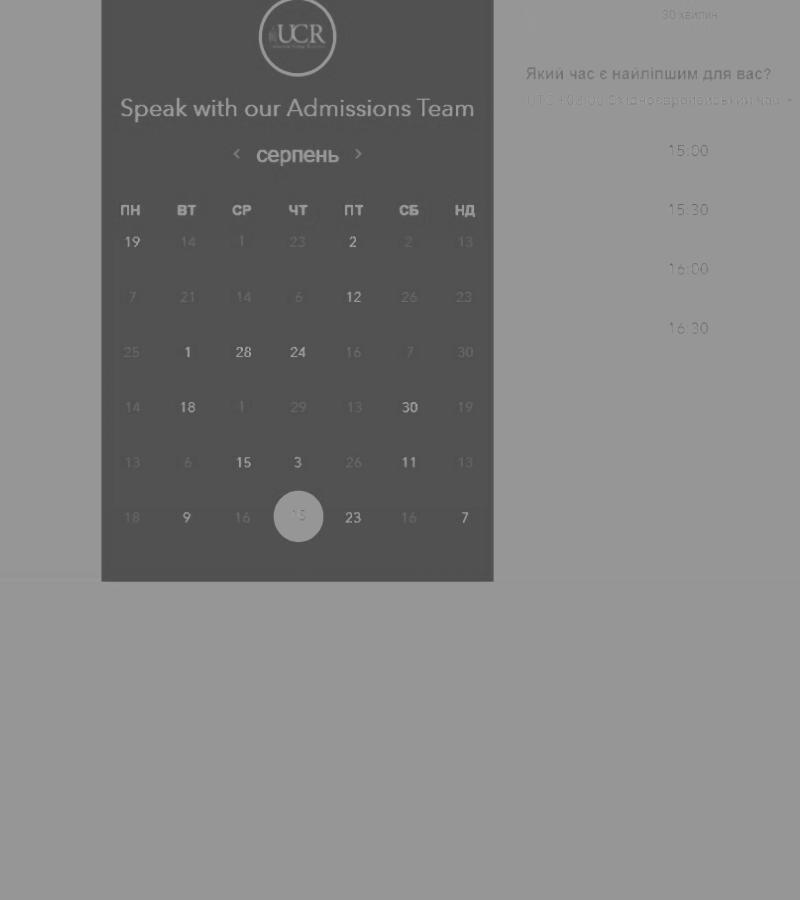 UCR
Speak with our Admissions Team
‹ серпень ›
ПН ВТ СР ЧТ ПТ СБ НД
19 14 1 23 2 2 13
7 21 14 6 12 26 23
25 1 28 24 16 7 30
14 18 1 29 13 30 19
13 6 15 3 26 11 13
18 9 16 15 23 16 7
30 хвилин
Який час є найліпшим для вас?
Східноєвропейський час
15:00
15:30
16:00
16:30